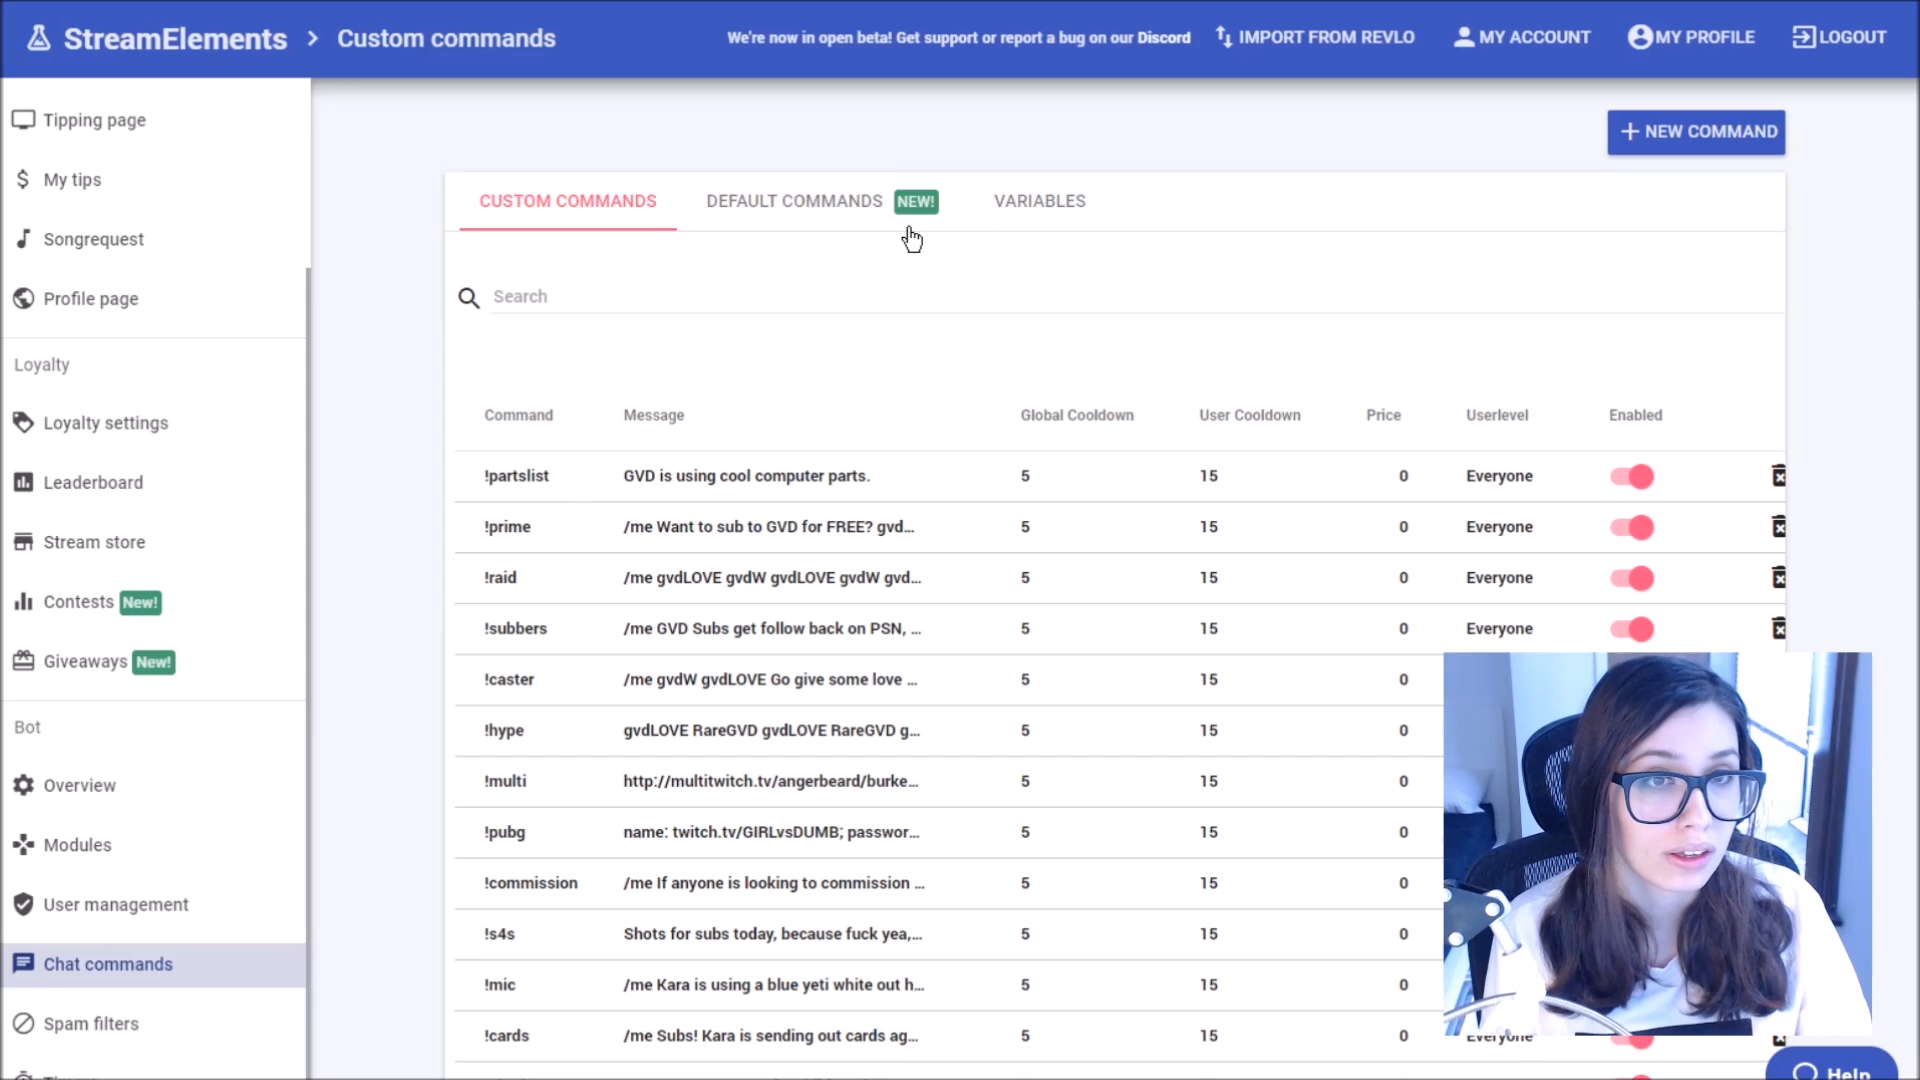 StreamElements > Custom commands
We're now in open beta! Get support or report a bug on our Discord
IMPORT FROM REVLO
MY ACCOUNT
MY PROFILE
LOGOUT
Tipping page
My tips
Songrequest
Profile page
Loyalty
Loyalty settings
Leaderboard
Stream store
Contests New!
Giveaways New!
Bot
Overview
Modules
User management
Chat commands
Spam filters
+ NEW COMMAND
CUSTOM COMMANDS DEFAULT COMMANDS NEW! VARIABLES
Search
Command Message Global Cooldown User Cooldown Price Userlevel Enabled
!partslist GVD is using cool computer parts. 5 15 0 Everyone
!prime /me Want to sub to GVD for FREE? gvd... 5 15 0 Everyone
!raid /me gvdLOVE gvdW gvdLOVE gvdW gvd... 5 15 0 Everyone
!subbers /me GVD Subs get follow back on PSN, ... 5 15 0 Everyone
!caster /me gvdW gvdLOVE Go give some love ... 5 15 0
!hype gvdLOVE RareGVD gvdLOVE RareGVD g... 5 15 0
!multi http://multitwitch.tv/angerbeard/burke... 5 15 0
!pubg name: twitch.tv/GIRLvsDUMB; passwor... 5 15 0
!commission /me If anyone is looking to commission ... 5 15 0
!s4s Shots for subs today, because fuck yea,... 5 15 0
!mic /me Kara is using a blue yeti white out h... 5 15 0
!cards /me Subs! Kara is sending out cards ag... 5 15 0 Everyone
Help